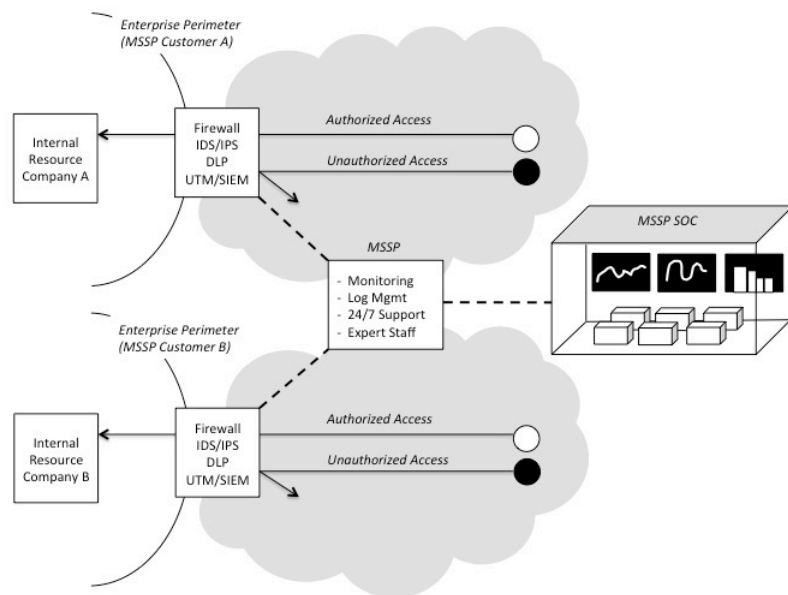 Enterprise Perimeter
(MSSP Customer A)
Internal
Resource
Company A
Firewall
IDS/IPS
DLP
UTM/SIEM
Authorized Access
Unauthorized Access
MSSP
- Monitoring
- Log Mgmt
- 24/7 Support
- Expert Staff
MSSP SOC
Enterprise Perimeter
(MSSP Customer B)
Internal
Resource
Company B
Firewall
IDS/IPS
DLP
UTM/SIEM
Authorized Access
Unauthorized Access